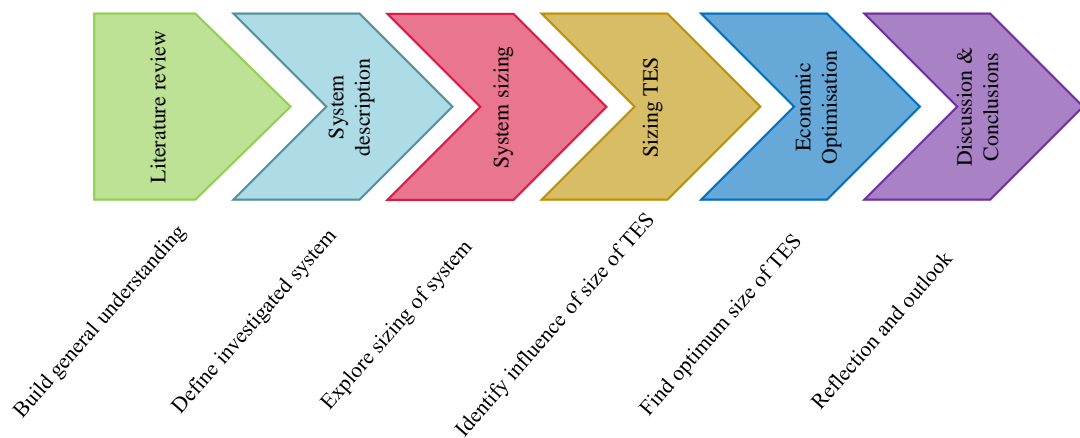 Literature review
System
description
System sizing
Sizing TES
Economic
Optimisation
Discussion &
Conclusions
Build general understanding
Define investigated system
Explore sizing of system
Identify influence of size of TES
Find optimum size of TES
Reflection and outlook